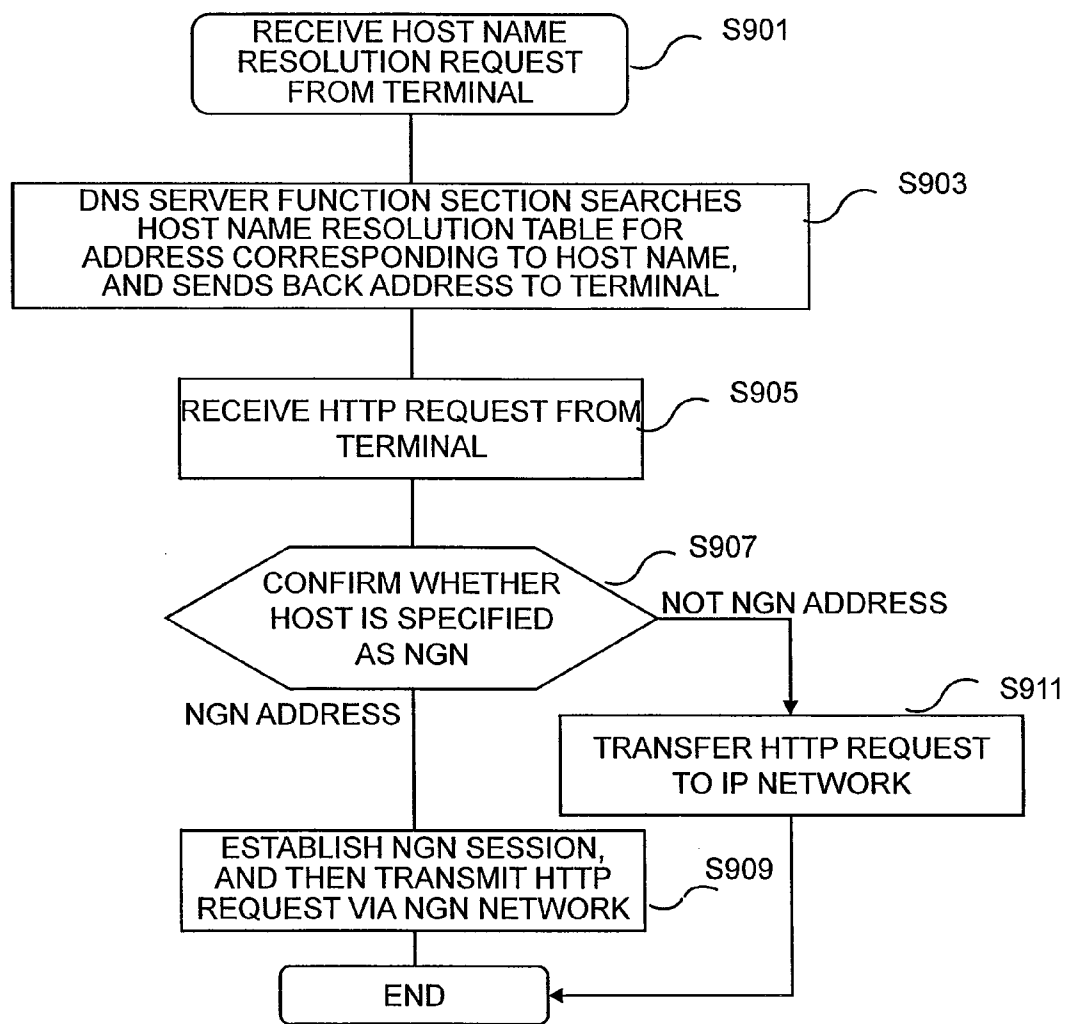 RECEIVE HOST NAME
RESOLUTION REQUEST
FROM TERMINAL
S901
DNS SERVER FUNCTION SECTION SEARCHES
HOST NAME RESOLUTION TABLE FOR
ADDRESS CORRESPONDING TO HOST NAME,
AND SENDS BACK ADDRESS TO TERMINAL
S903
RECEIVE HTTP REQUEST FROM
TERMINAL
S905
CONFIRM WHETHER
HOST IS SPECIFIED
AS NGN
S907
NOT NGN ADDRESS
NGN ADDRESS
TRANSFER HTTP REQUEST
TO IP NETWORK
S911
ESTABLISH NGN SESSION,
AND THEN TRANSMIT HTTP
REQUEST VIA NGN NETWORK
S909
END